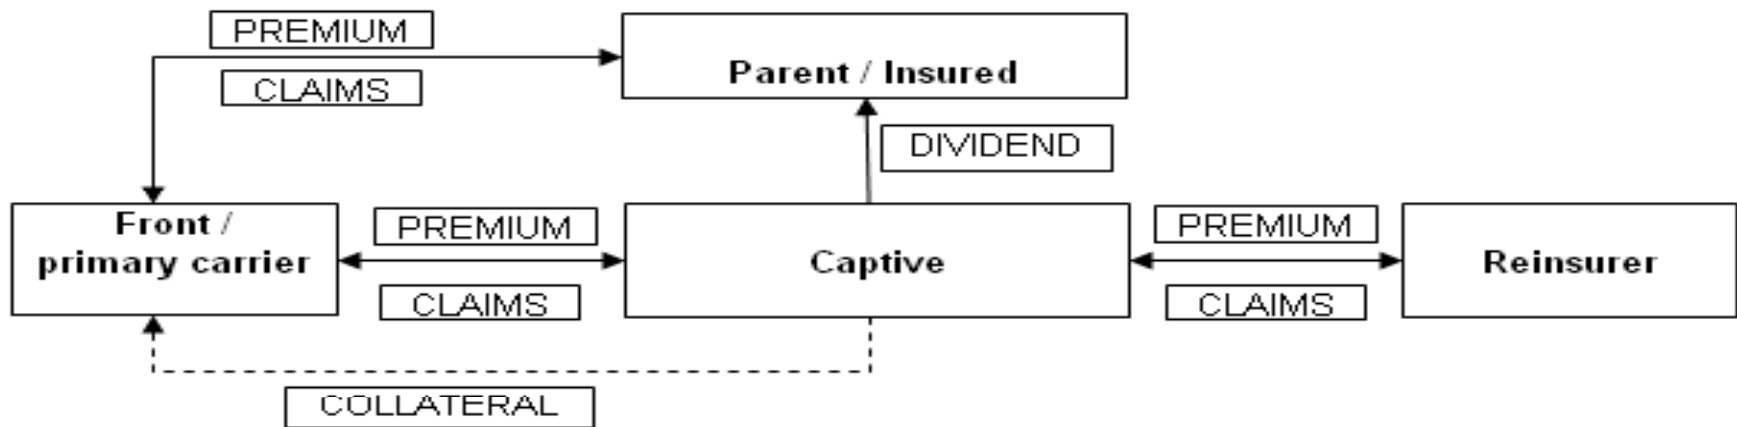 PREMIUM
CLAIMS
Parent / Insured
DIVIDEND
Front /
primary carrier
PREMIUM
CLAIMS
Captive
PREMIUM
CLAIMS
Reinsurer
COLLATERAL